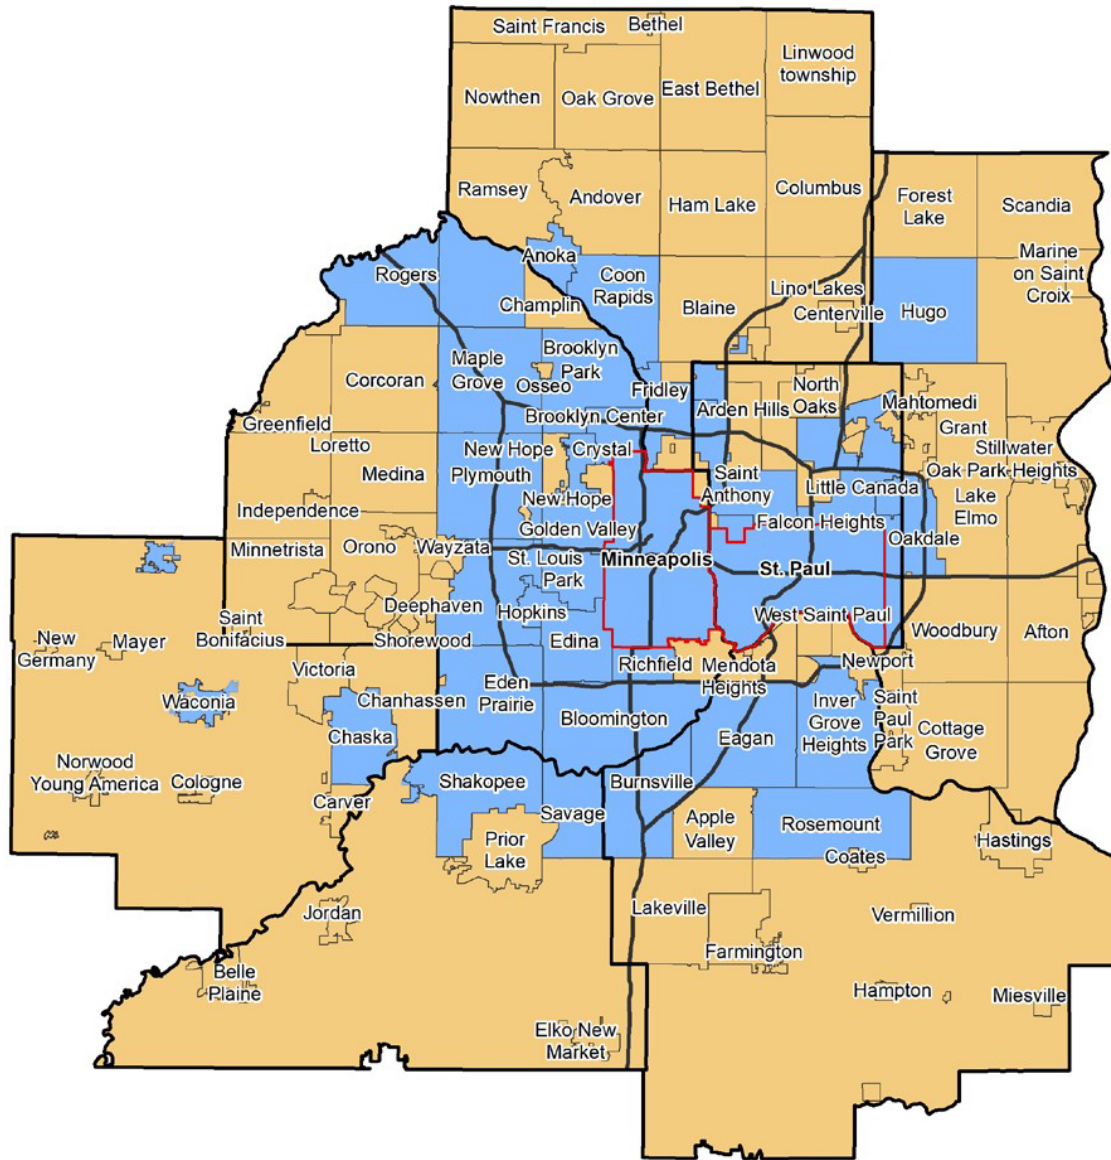 Saint Francis
Bethel
Linwood
township
Nowthen
Oak Grove
East Bethel
Ramsey
Andover
Ham Lake
Columbus
Forest
Lake
Scandia
Marine
on Saint
Croix
Rogers
Anoka
Coon
Rapids
Champlin
Blaine
Lino Lakes
Centerville
Hugo
Corcoran
Maple
Grove
Osseo
Brooklyn
Park
Fridley
Arden Hills
North
Oaks
Mahtomedi
Grant
Greenfield
Loretto
Medina
Brooklyn Center
New Hope
Crystal
Plymouth
New Hope
Saint
Anthony
Little Canada
Stillwater
Oak Park Heights
Lake
Elmo
Independence
Golden Valley
Falcon Heights
Oakdale
Minnetrista
Orono
Wayzata
St. Louis
Park
Minneapolis
St. Paul
Deephaven
Hopkins
West Saint Paul
Saint
Bonifacius
Shorewood
Edina
Woodbury
Afton
New
Germany
Mayer
Victoria
Richfield
Mendota
Heights
Newport
Waconia
Chanhassen
Eden
Prairie
Chaska
Bloomington
Eagan
Inver
Grove
Heights
Saint
Paul
Park
Cottage
Grove
Norwood
Young America
Cologne
Carver
Shakopee
Savage
Burnsville
Apple
Valley
Rosemount
Coates
Hastings
Prior
Lake
Jordan
Lakeville
Vermillion
Farmington
Belle
Plaine
Hampton
Miesville
Elko New
Market